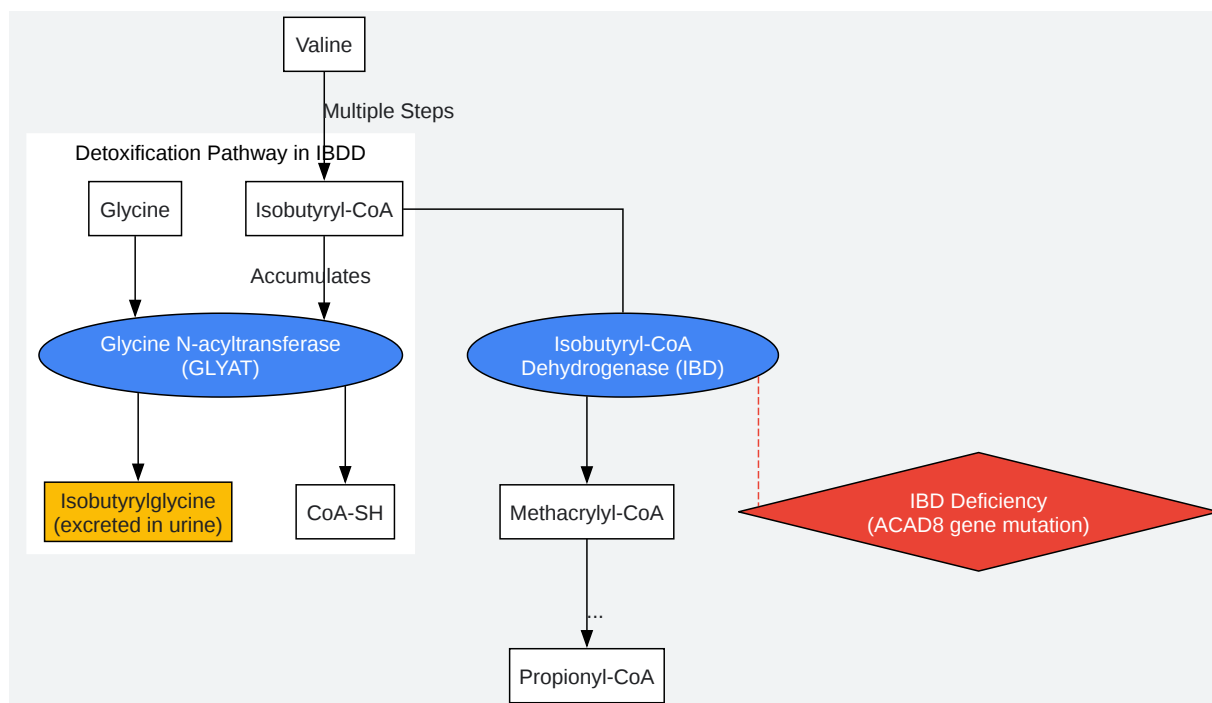 Valine
Multiple Steps
Detoxification Pathway in IBDD
Glycine
Isobutyryl-CoA
Accumulates
Glycine N-acyltransferase
(GLYAT)
Isobutyryl-CoA
Dehydrogenase (IBD)
Isobutyrylglycine
(excreted in urine)
CoA-SH
Methacrylyl-CoA
IBD Deficiency
(ACAD8 gene mutation)
...
Propionyl-CoA